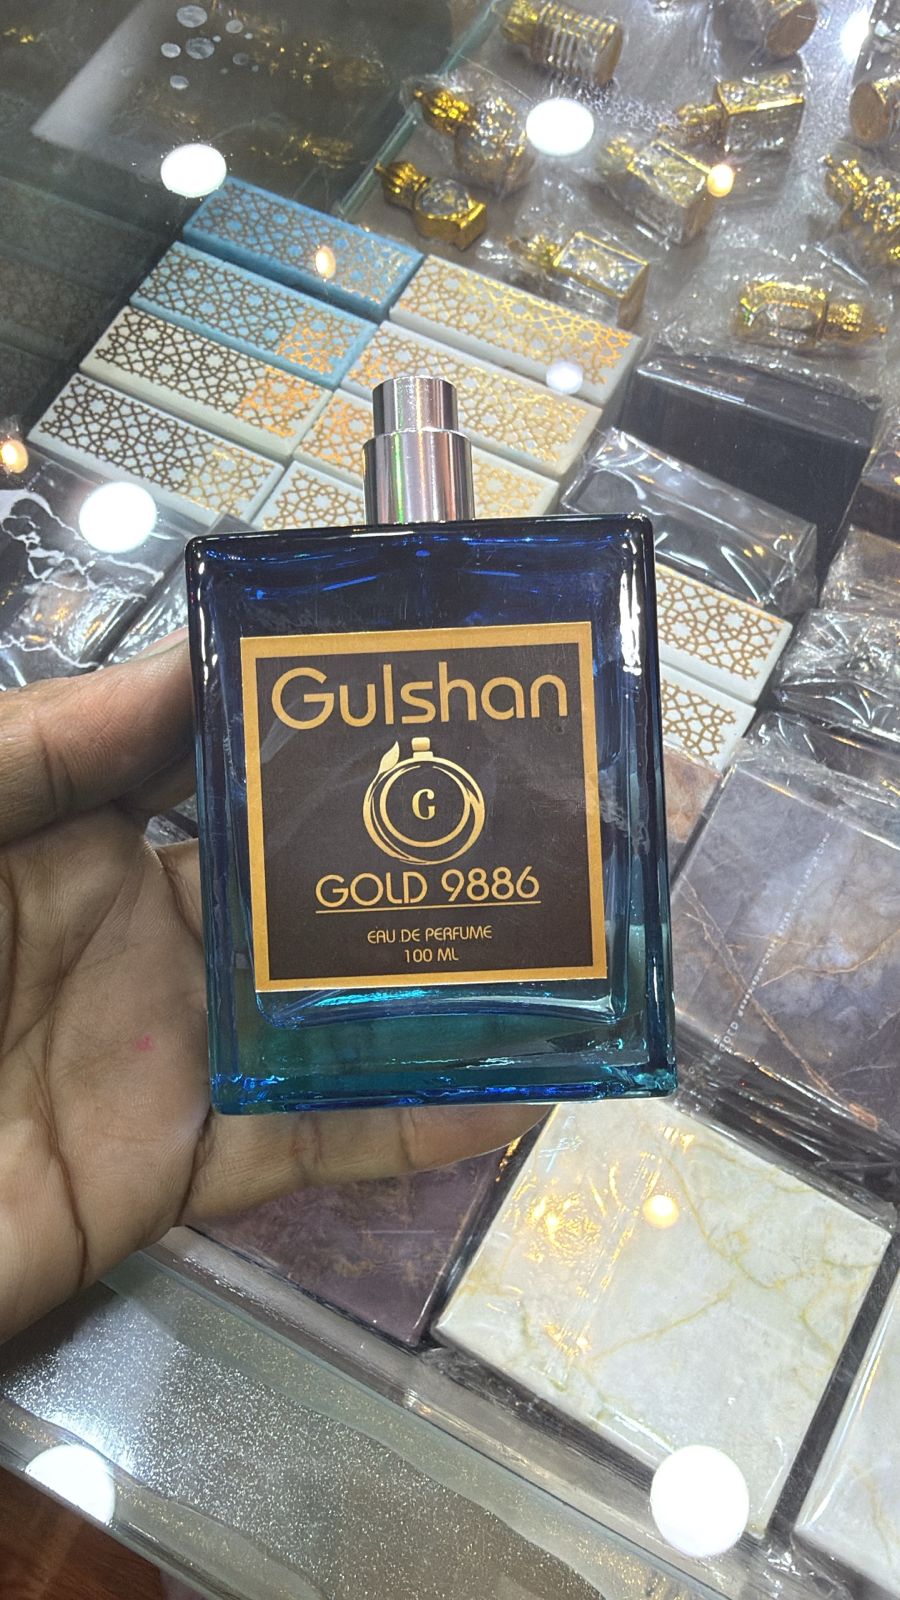 Gulshan
G
GOLD 9886
EAU DE PERFUME
100 ML